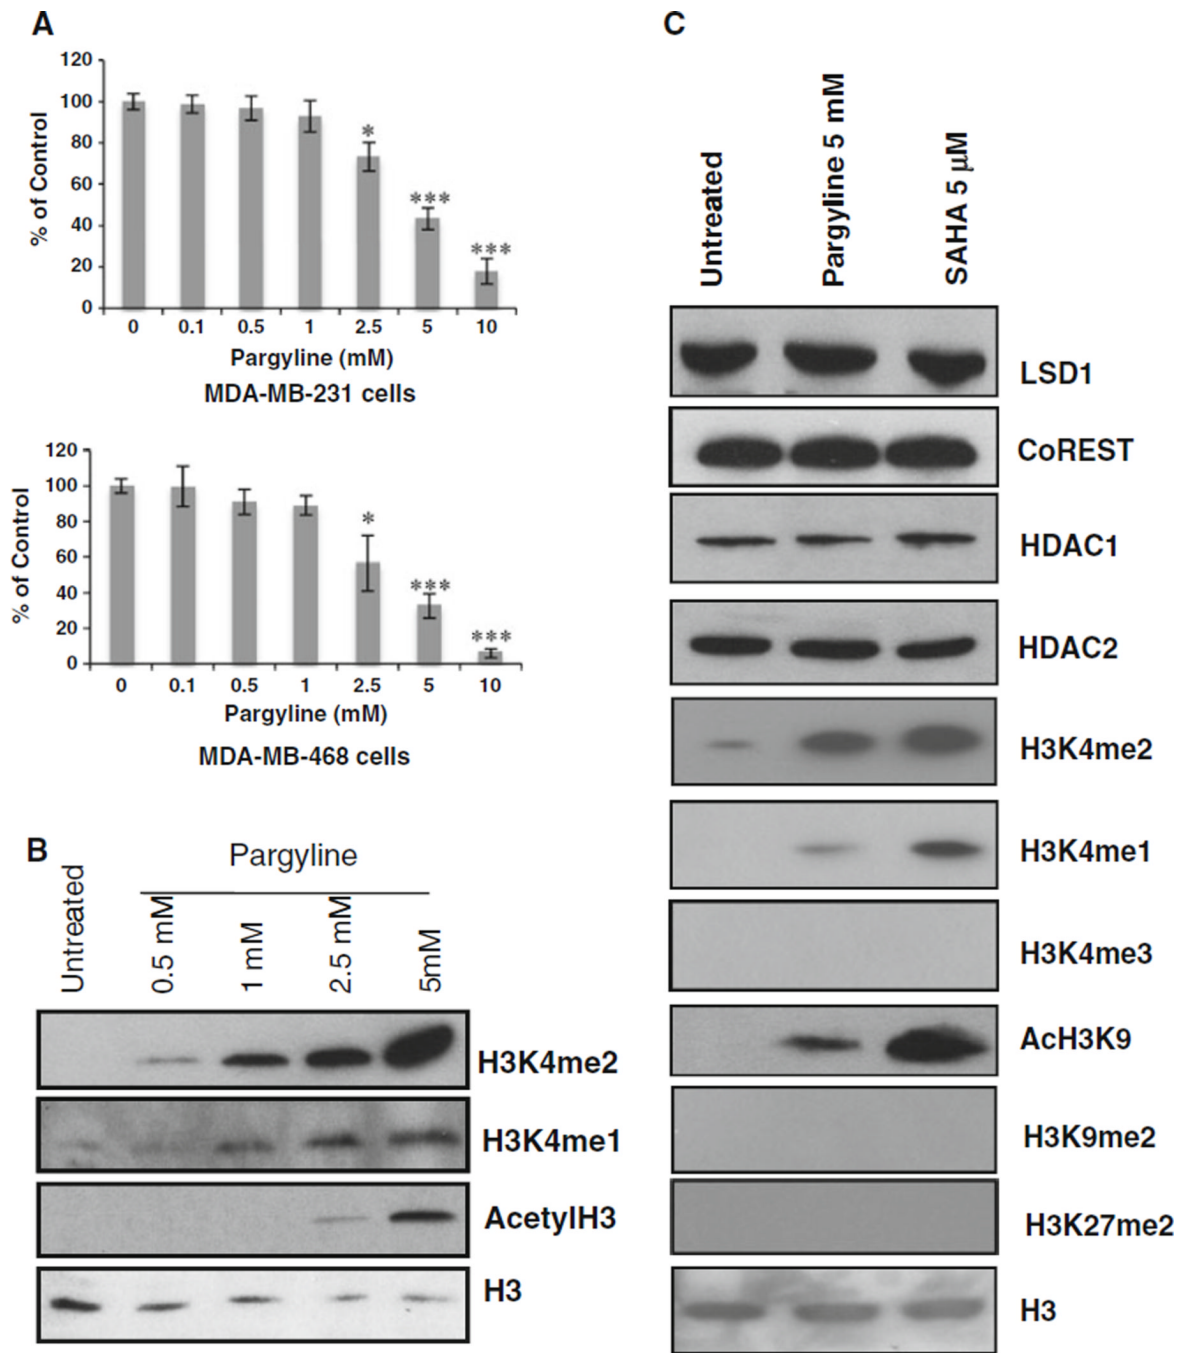 A
120
100
80
60
40
20
0
% of Control
*
***
***
0 0.1 0.5 1 2.5 5 10
Pargyline (mM)
MDA-MB-231 cells
120
100
80
60
40
20
0
% of Control
*
***
***
0 0.1 0.5 1 2.5 5 10
Pargyline (mM)
MDA-MB-468 cells
B
Pargyline
Untreated
0.5 mM
1 mM
2.5 mM
5mM
H3K4me2
H3K4me1
AcetylH3
H3
C
Untreated
Pargyline 5 mM
SAHA 5 µM
LSD1
CoREST
HDAC1
HDAC2
H3K4me2
H3K4me1
H3K4me3
AcH3K9
H3K9me2
H3K27me2
H3